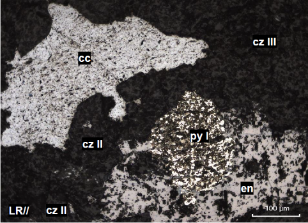 cz III
cc
cz II
py I
en
LR// cz II
100 µm